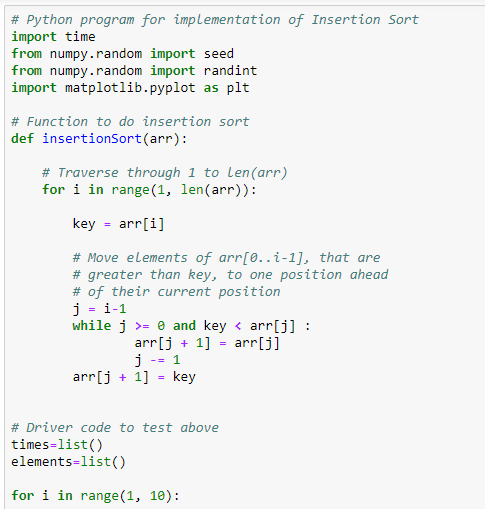 # Python program for implementation of Insertion Sort
import time
from numpy.random import seed
from numpy.random import randint
import matplotlib.pyplot as plt

# Function to do insertion sort
def insertionSort(arr):

    # Traverse through 1 to len(arr)
    for i in range(1, len(arr)):

        key = arr[i]

        # Move elements of arr[0..i-1], that are
        # greater than key, to one position ahead
        # of their current position
        j = i-1
        while j >= 0 and key < arr[j] :
                arr[j + 1] = arr[j]
                j -= 1
        arr[j + 1] = key


# Driver code to test above
times=list()
elements=list()

for i in range(1, 10):